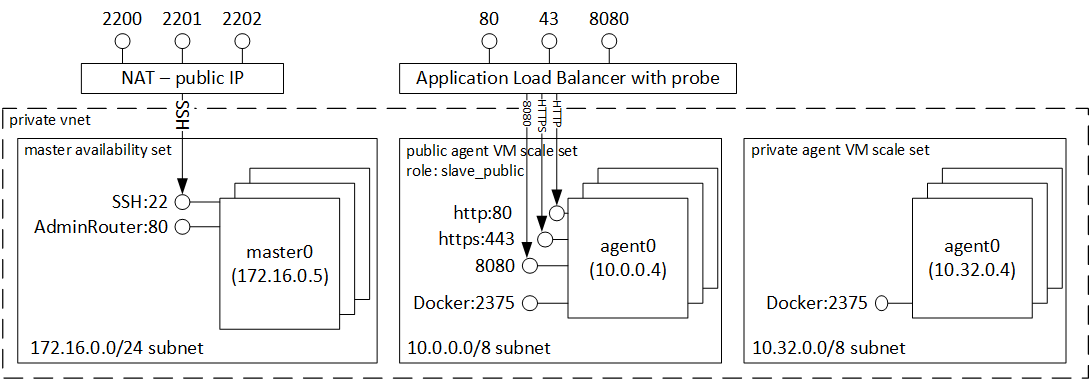 2200 2201 2202
80 43 8080
NAT – public IP
Application Load Balancer with probe
SSH
8080
HTTPS
HTTP
private vnet
master availability set
SSH:22
AdminRouter:80
master0
(172.16.0.5)
172.16.0.0/24 subnet
public agent VM scale set
role: slave_public
http:80
https:443
8080
Docker:2375
agent0
(10.0.0.4)
10.0.0.0/8 subnet
private agent VM scale set
agent0
(10.32.0.4)
Docker:2375
10.32.0.0/8 subnet